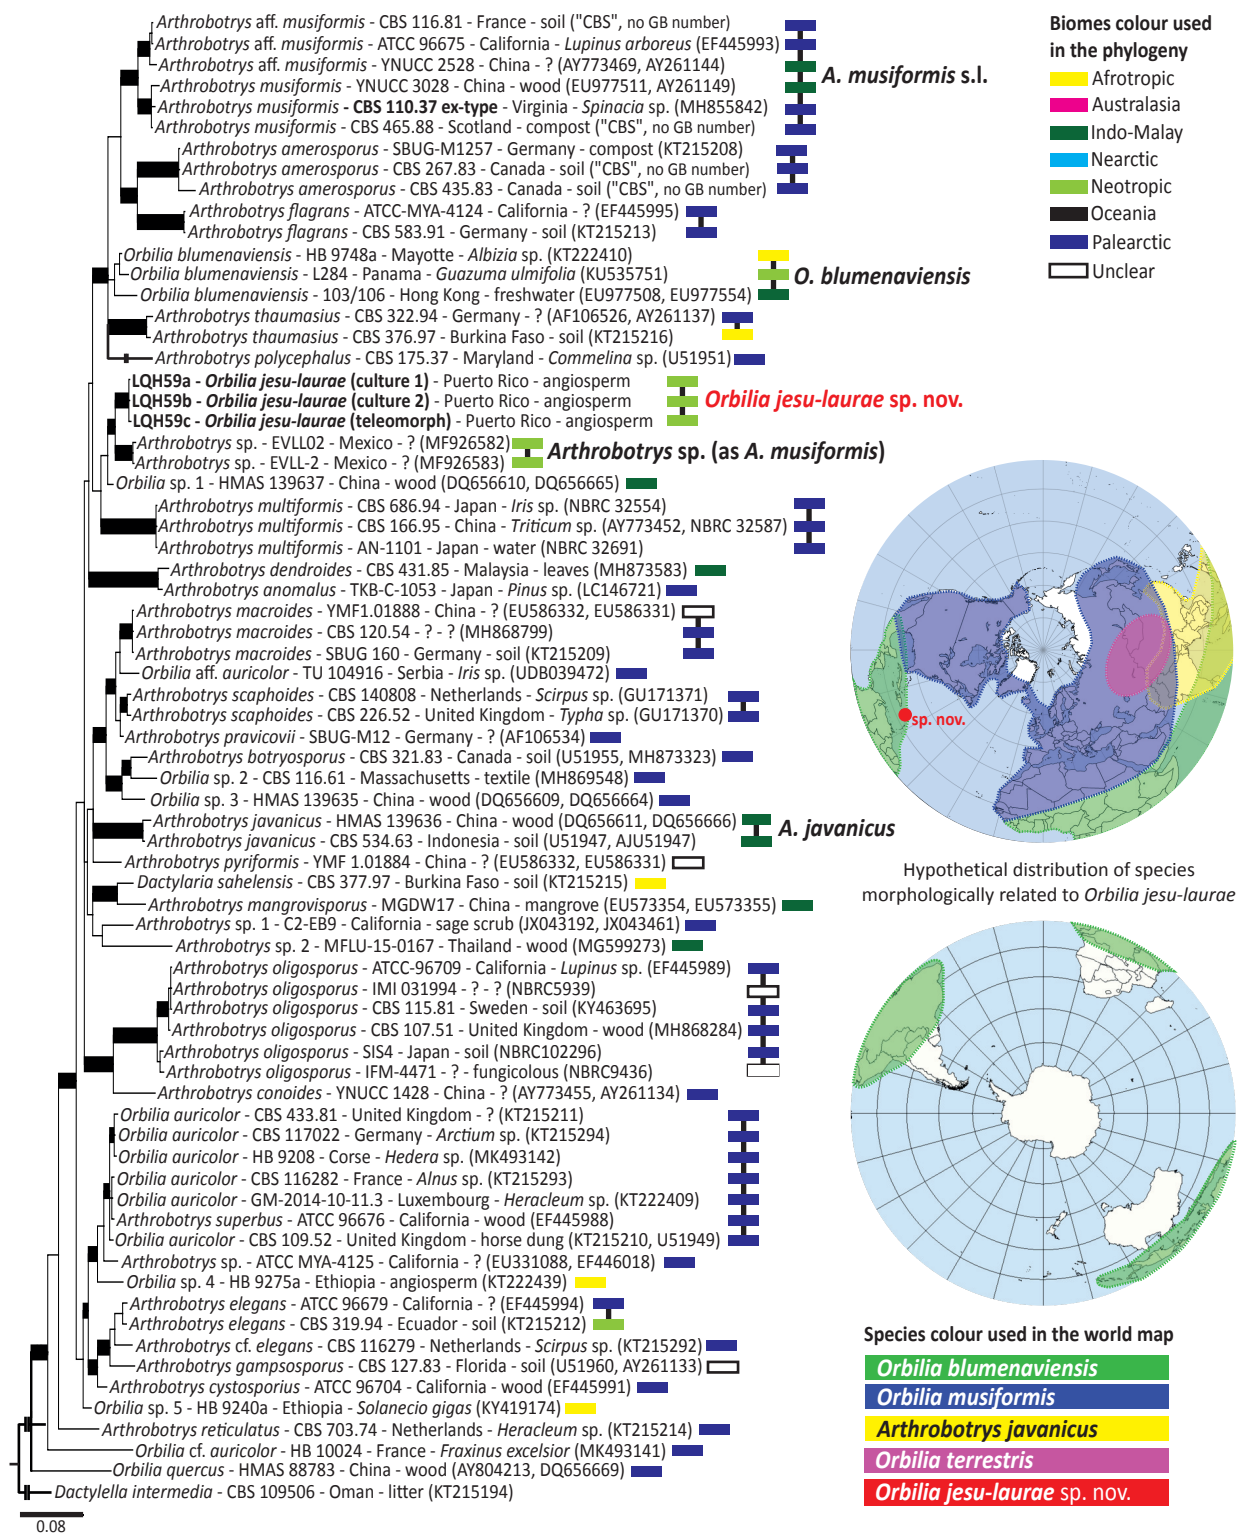 Arthrobotrys aff. musiformis - CBS 116.81 - France - soil ("CBS", no GB number)
Arthrobotrys aff. musiformis - ATCC 96675 - California - Lupinus arboreus (EF445993)
Arthrobotrys aff. musiformis - YNUCC 2528 - China - ? (AY773469, AY261144)
Arthrobotrys musiformis - YNUCC 3028 - China - wood (EU977511, AY261149)
Arthrobotrys musiformis - CBS 110.37 ex-type - Virginia - Spinacia sp. (MH855842)
Arthrobotrys musiformis - CBS 465.88 - Scotland - compost ("CBS", no GB number)
A. musiformis s.l.
Arthrobotrys amerosporus - SBUG-M1257 - Germany - compost (KT215208)
Arthrobotrys amerosporus - CBS 267.83 - Canada - soil ("CBS", no GB number)
Arthrobotrys amerosporus - CBS 435.83 - Canada - soil ("CBS", no GB number)
Arthrobotrys flagrans - ATCC-MYA-4124 - California - ? (EF445995)
Arthrobotrys flagrans - CBS 583.91 - Germany - soil (KT215213)
Orbilia blumenaviensis - HB 9748a - Mayotte - Albizia sp. (KT222410)
Orbilia blumenaviensis - L284 - Panama - Guazuma ulmifolia (KU535751)
Orbilia blumenaviensis - 103/106 - Hong Kong - freshwater (EU977508, EU977554)
O. blumenaviensis
Arthrobotrys thaumasius - CBS 322.94 - Germany - ? (AF106526, AY261137)
Arthrobotrys thaumasius - CBS 376.97 - Burkina Faso - soil (KT215216)
Arthrobotrys polycephalus - CBS 175.37 - Maryland - Commelina sp. (U51951)
LQH59a - Orbilia jesu-laurae (culture 1) - Puerto Rico - angiosperm
LQH59b - Orbilia jesu-laurae (culture 2) - Puerto Rico - angiosperm
LQH59c - Orbilia jesu-laurae (teleomorph) - Puerto Rico - angiosperm
Orbilia jesu-laurae sp. nov.
Arthrobotrys sp. - EVLL02 - Mexico - ? (MF926582)
Arthrobotrys sp. - EVLL-2 - Mexico - ? (MF926583)
Arthrobotrys sp. (as A. musiformis)
Orbilia sp. 1 - HMAS 139637 - China - wood (DQ656610, DQ656665)
Arthrobotrys multiformis - CBS 686.94 - Japan - Iris sp. (NBRC 32554)
Arthrobotrys multiformis - CBS 166.95 - China - Triticum sp. (AY773452, NBRC 32587)
Arthrobotrys multiformis - AN-1101 - Japan - water (NBRC 32691)
Arthrobotrys dendroides - CBS 431.85 - Malaysia - leaves (MH873583)
Arthrobotrys anomalus - TKB-C-1053 - Japan - Pinus sp. (LC146721)
Arthrobotrys macroides - YMF1.01888 - China - ? (EU586332, EU586331)
Arthrobotrys macroides - CBS 120.54 - ? - ? (MH868799)
Arthrobotrys macroides - SBUG 160 - Germany - soil (KT215209)
Orbilia aff. auricolor - TU 104916 - Serbia - Iris sp. (UDB039472)
Arthrobotrys scaphoides - CBS 140808 - Netherlands - Scirpus sp. (GU171371)
Arthrobotrys scaphoides - CBS 226.52 - United Kingdom - Typha sp. (GU171370)
Arthrobotrys pravicovii - SBUG-M12 - Germany - ? (AF106534)
Arthrobotrys botryosporus - CBS 321.83 - Canada - soil (U51955, MH873323)
Orbilia sp. 2 - CBS 116.61 - Massachusetts - textile (MH869548)
Orbilia sp. 3 - HMAS 139635 - China - wood (DQ656609, DQ656664)
Arthrobotrys javanicus - HMAS 139636 - China - wood (DQ656611, DQ656666)
Arthrobotrys javanicus - CBS 534.63 - Indonesia - soil (U51947, AJU51947)
A. javanicus
Arthrobotrys pyriformis - YMF 1.01884 - China - ? (EU586332, EU586331)
Dactylaria sahelensis - CBS 377.97 - Burkina Faso - soil (KT215215)
Arthrobotrys mangrovisporus - MGDW17 - China - mangrove (EU573354, EU573355)
Arthrobotrys sp. 1 - C2-EB9 - California - sage scrub (JX043192, JX043461)
Arthrobotrys sp. 2 - MFLU-15-0167 - Thailand - wood (MG599273)
Arthrobotrys oligosporus - ATCC-96709 - California - Lupinus sp. (EF445989)
Arthrobotrys oligosporus - IMI 031994 - ? - ? (NBRC5939)
Arthrobotrys oligosporus - CBS 115.81 - Sweden - soil (KY463695)
Arthrobotrys oligosporus - CBS 107.51 - United Kingdom - wood (MH868284)
Arthrobotrys oligosporus - SIS4 - Japan - soil (NBRC102296)
Arthrobotrys oligosporus - IFM-4471 - ? - fungicolous (NBRC9436)
Arthrobotrys conoides - YNUCC 1428 - China - ? (AY773455, AY261134)
Orbilia auricolor - CBS 433.81 - United Kingdom - ? (KT215211)
Orbilia auricolor - CBS 117022 - Germany - Arctium sp. (KT215294)
Orbilia auricolor - HB 9208 - Corse - Hedera sp. (MK493142)
Orbilia auricolor - CBS 116282 - France - Alnus sp. (KT215293)
Orbilia auricolor - GM-2014-10-11.3 - Luxembourg - Heracleum sp. (KT222409)
Arthrobotrys superbus - ATCC 96676 - California - wood (EF445988)
Orbilia auricolor - CBS 109.52 - United Kingdom - horse dung (KT215210, U51949)
Arthrobotrys sp. - ATCC MYA-4125 - California - ? (EU331088, EF446018)
Orbilia sp. 4 - HB 9275a - Ethiopia - angiosperm (KT222439)
Arthrobotrys elegans - ATCC 96679 - California - ? (EF445994)
Arthrobotrys elegans - CBS 319.94 - Ecuador - soil (KT215212)
Arthrobotrys cf. elegans - CBS 116279 - Netherlands - Scirpus sp. (KT215292)
Arthrobotrys gampsosporus - CBS 127.83 - Florida - soil (U51960, AY261133)
Arthrobotrys cystosporius - ATCC 96704 - California - wood (EF445991)
Orbilia sp. 5 - HB 9240a - Ethiopia - Solanecio gigas (KY419174)
Arthrobotrys reticulatus - CBS 703.74 - Netherlands - Heracleum sp. (KT215214)
Orbilia cf. auricolor - HB 10024 - France - Fraxinus excelsior (MK493141)
Orbilia quercus - HMAS 88783 - China - wood (AY804213, DQ656669)
Dactylella intermedia - CBS 109506 - Oman - litter (KT215194)
0.08
Biomes colour used
in the phylogeny
Afrotropic
Australasia
Indo-Malay
Nearctic
Neotropic
Oceania
Palearctic
Unclear
sp. nov.
Hypothetical distribution of species
morphologically related to Orbilia jesu-laurae
Species colour used in the world map
Orbilia blumenaviensis
Orbilia musiformis
Arthrobotrys javanicus
Orbilia terrestris
Orbilia jesu-laurae sp. nov.